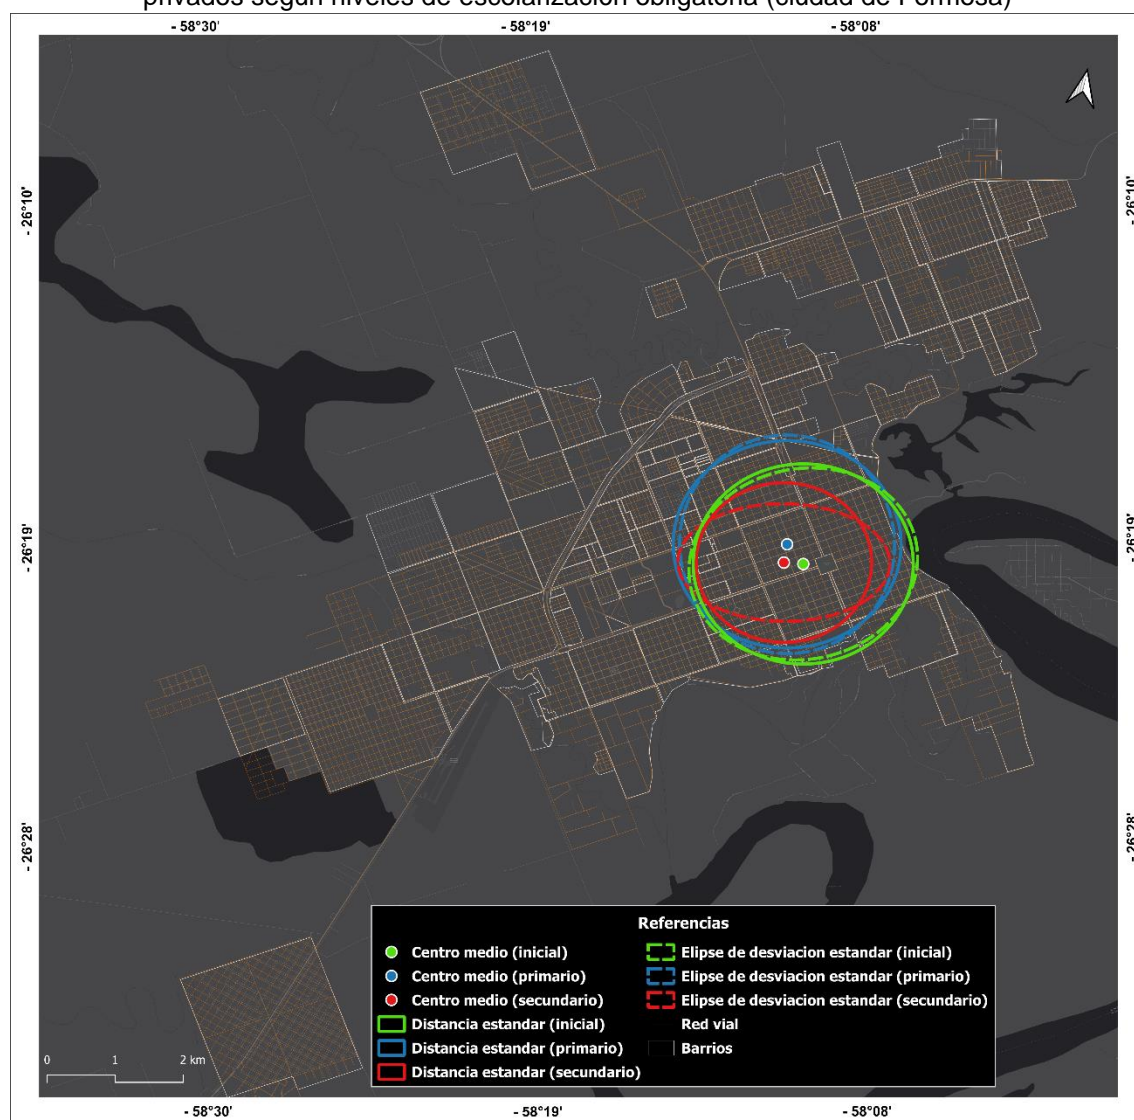 privados según niveles de escolarización obligatoria (ciudad de Formosa)
- 58°30' - 58°19' - 58°08'
- 26°10' - 26°10'
- 26°19' - 26°19'
- 26°28' - 26°28'
Referencias
Centro medio (inicial)
Centro medio (primario)
Centro medio (secundario)
Distancia estandar (inicial)
Distancia estandar (primario)
Distancia estandar (secundario)
Elipse de desviacion estandar (inicial)
Elipse de desviacion estandar (primario)
Elipse de desviacion estandar (secundario)
Red vial
Barrios
0 1 2 km
- 58°30' - 58°19' - 58°08'